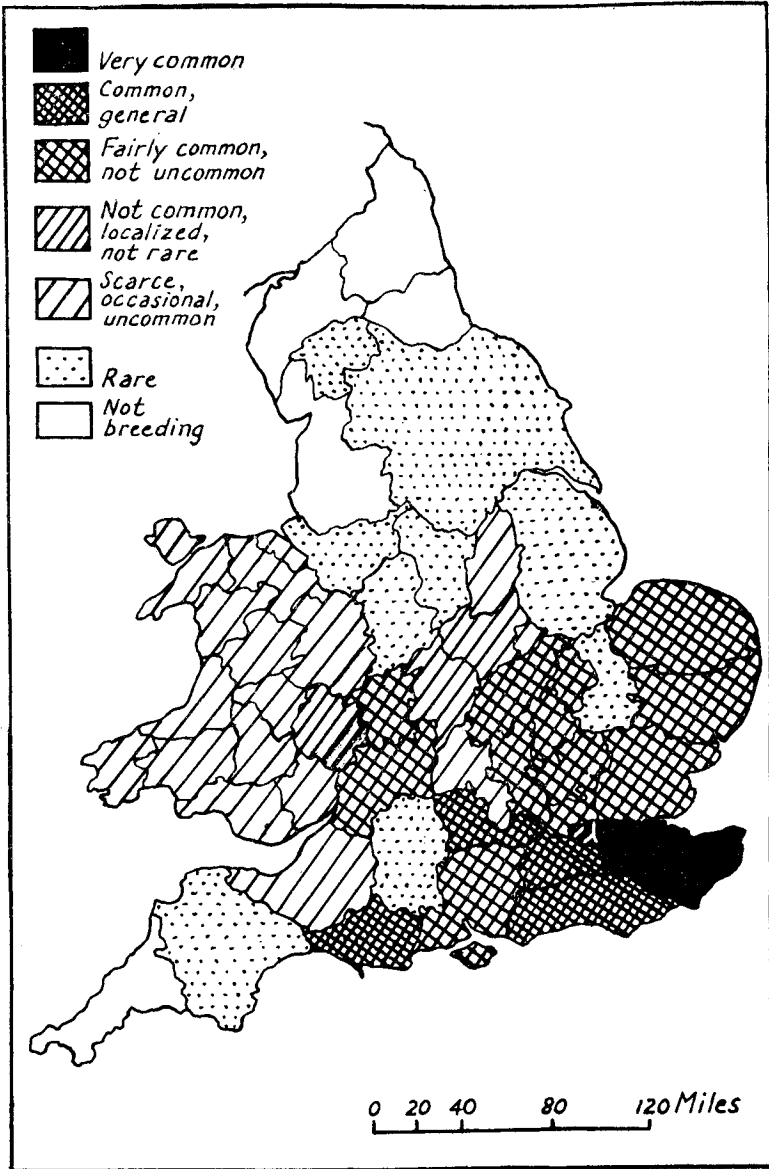 Very common
Common,
general
Fairly common,
not uncommon
Not common,
localized,
not rare
Scarce,
occasional,
uncommon
Rare
Not
breeding
0 20 40 80 120 Miles